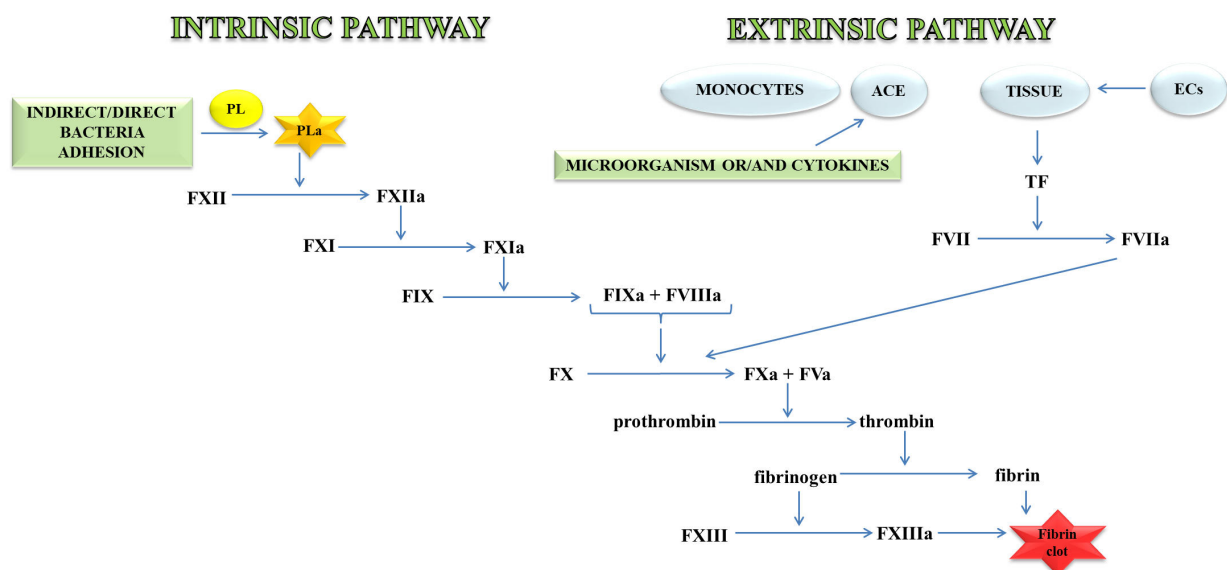 INTRINSIC PATHWAY
EXTRINSIC PATHWAY
INDIRECT/DIRECT
BACTERIA
ADHESION
PL
PLa
MONOCYTES
ACE
TISSUE
ECs
MICROORGANISM OR/AND CYTOKINES
FXII
FXIIa
TF
FXI
FXIa
FVII
FVIIa
FIX
FIXa + FVIIIa
FX
FXa + FVa
prothrombin
thrombin
fibrinogen
fibrin
FXIII
FXIIIa
Fibrin
clot